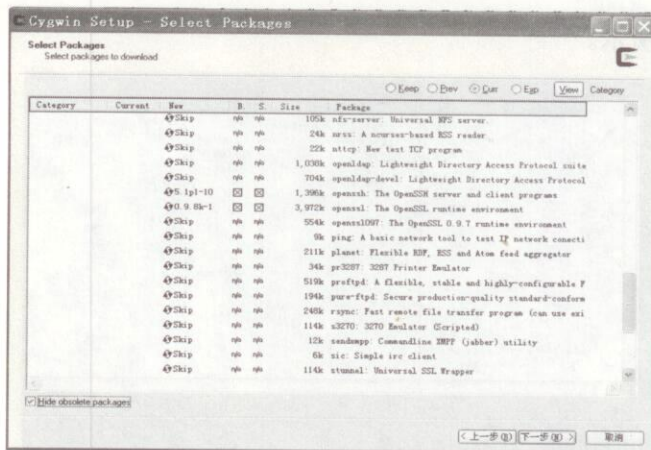 Cygwin Setup - Select Packages
Select Packages
Select packages to download
Keep Prev Curr Exp View Category
Category Current New B. S. Size Package
Skip n/a n/a 105k nfs-server: Universal NFS server.
Skip n/a n/a 24k nrss: A ncurses-based RSS reader
Skip n/a n/a 22k nttcp: New test TCP program
Skip n/a n/a 1,038k openldap: Lightweight Directory Access Protocol suite
Skip n/a n/a 704k openldap-devel: Lightweight Directory Access Protocol
5.1p1-10 1,396k openssh: The OpenSSH server and client programs
0.9.8k-1 3,972k openssl: The OpenSSL runtime environment
Skip n/a n/a 554k openssl097: The OpenSSL 0.9.7 runtime environment
Skip n/a n/a 9k ping: A basic network tool to test IP network conecti
Skip n/a n/a 211k planet: Flexible RDF, RSS and Atom feed aggregator
Skip n/a n/a 34k pr3287: 3287 Printer Emulator
Skip n/a n/a 519k proftpd: A flexible, stable and highly-configurable F
Skip n/a n/a 194k pure-ftpd: Secure production-quality standard-conform
Skip n/a n/a 248k rsync: Fast remote file transfer program (can use exi
Skip n/a n/a 114k s3270: 3270 Emulator (Scripted)
Skip n/a n/a 12k sendxmpp: Commandline XMPP (jabber) utility
Skip n/a n/a 6k sic: Simple irc client
Skip n/a n/a 114k stunnel: Universal SSL Wrapper
Hide obsolete packages
< 上一步(B) 下一步(N) > 取消